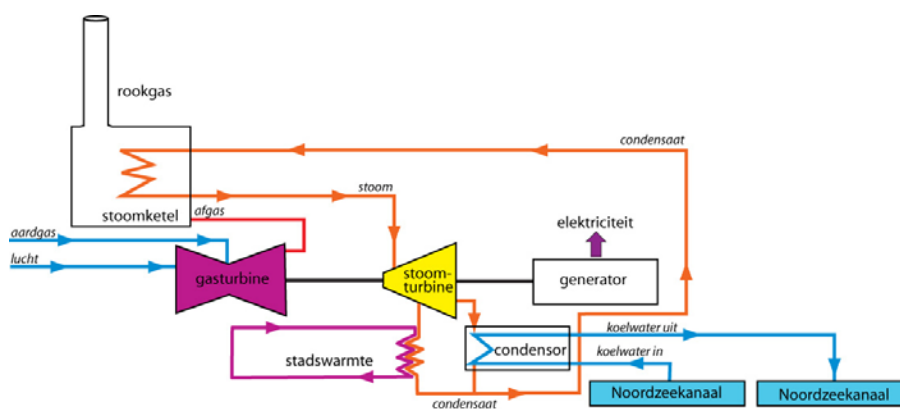 rookgas
condensaat
stoom
stoomketel
afgas
aardgas
lucht
gasturbine
stoom-
turbine
elektriciteit
generator
stadswarmte
condensor
koelwater uit
koelwater in
Noordzeekanaal
Noordzeekanaal
condensaat